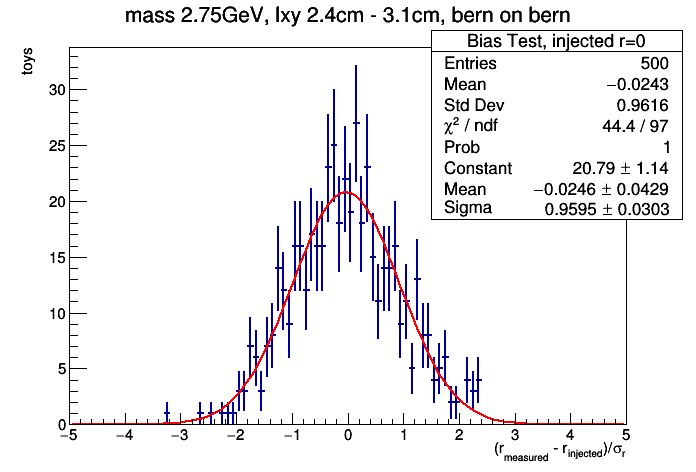 mass 2.75GeV, lxy 2.4cm - 3.1cm, bern on bern
Bias Test, injected r=0
Entries 500
Mean −0.0243
Std Dev 0.9616
χ² / ndf 44.4 / 97
Prob 1
Constant 20.79 ± 1.14
Mean −0.0246 ± 0.0429
Sigma 0.9595 ± 0.0303
toys
30
25
20
15
10
5
0
−5 −4 −3 −2 −1 0 1 2 3 4 5
(r_measured - r_injected)/σ_r